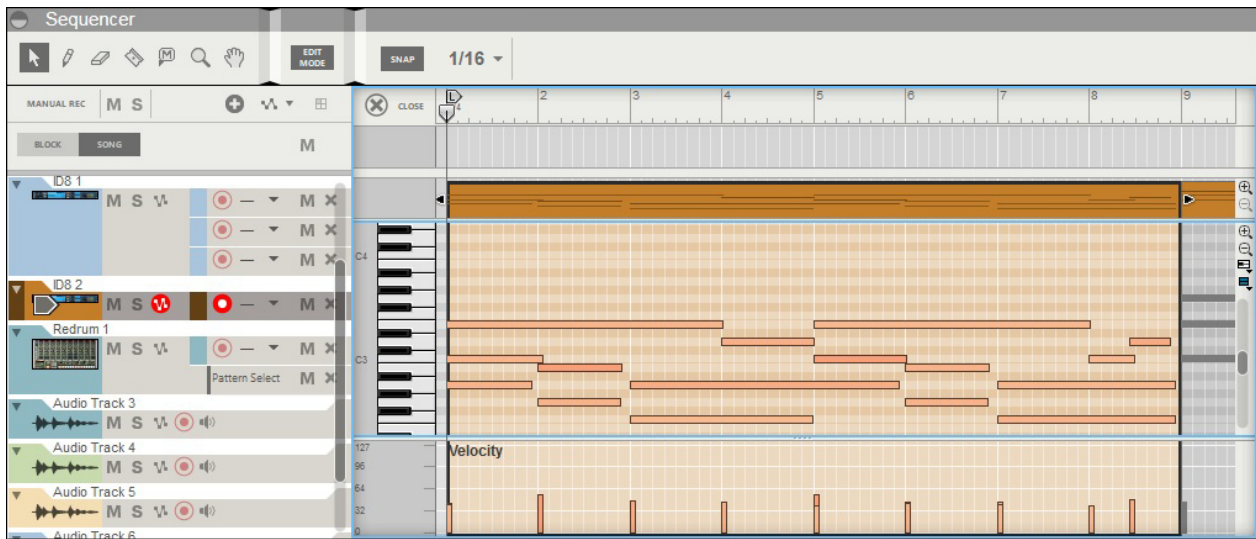 Sequencer
M
EDIT MODE
SNAP
1/16
MANUAL REC M S
CLOSE
L
4 2 3 4 5 6 7 8 9
BLOCK SONG M
ID8 1
M S M
M
M
C4
ID8 2
M S M
Redrum 1
M S M
C3
Pattern Select M
Audio Track 3
M S
Audio Track 4
M S
127
Velocity
96
Audio Track 5
64
M S
32
Audio Track 6
0